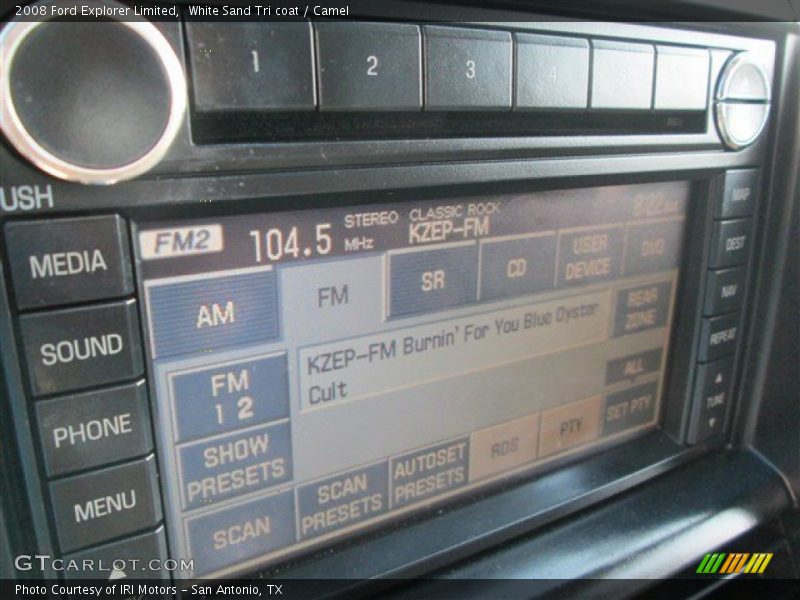 2008 Ford Explorer Limited,  White Sand Tri coat / Camel
1 2 3 4
USH
MEDIA
SOUND
PHONE
MENU
FM2 104.5 MHz STEREO CLASSIC ROCK
KZEP-FM
AM FM SR CD USER DEVICE DVD
FM
1 2
KZEP-FM Burnin' For You Blue Oyster
Cult
REAR
ZONE
ALL
SHOW
PRESETS
SCAN
SCAN
PRESETS
AUTOSET
PRESETS
RDS
PTY
SET PTY
MAP
DEST
NAV
REPEAT
TUNE
GTCARLOT.COM
Photo Courtesy of IRI Motors - San Antonio, TX